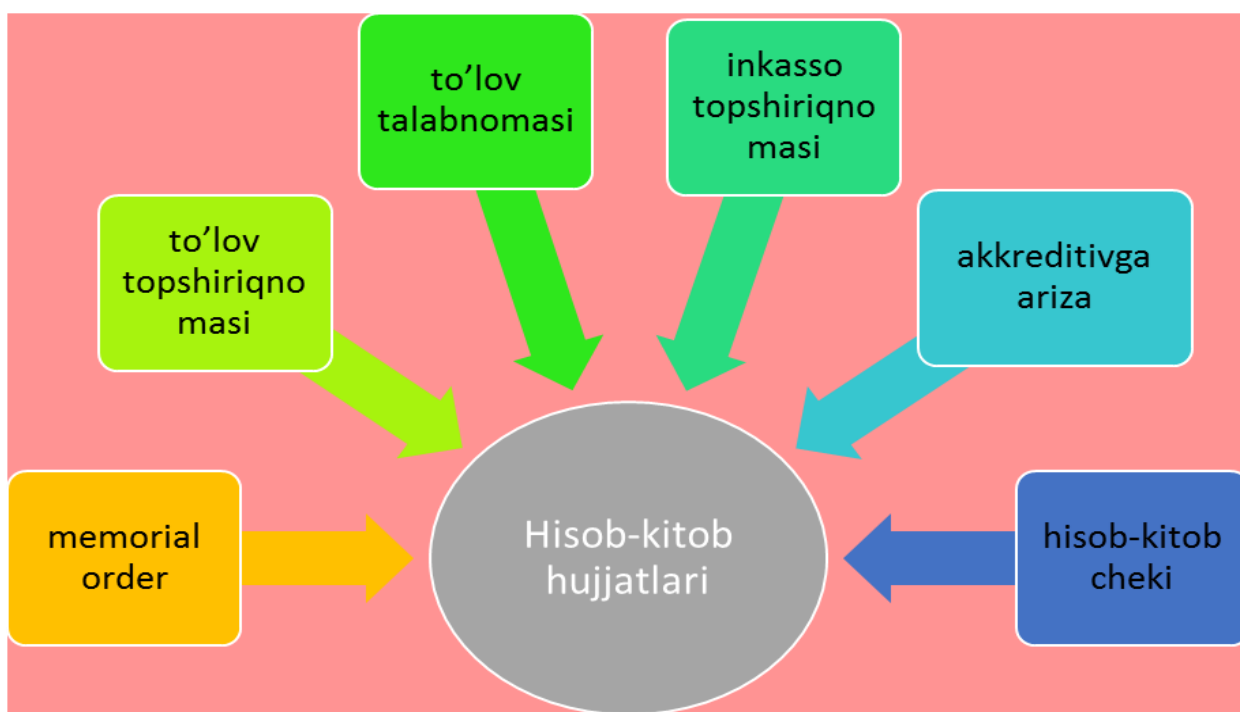 memorial
order
to’lov
topshiriqno
masi
to’lov
talabnomasi
inkasso
topshiriqno
masi
akkreditivga
ariza
hisob-kitob
cheki
Hisob-kitob
hujjatlari